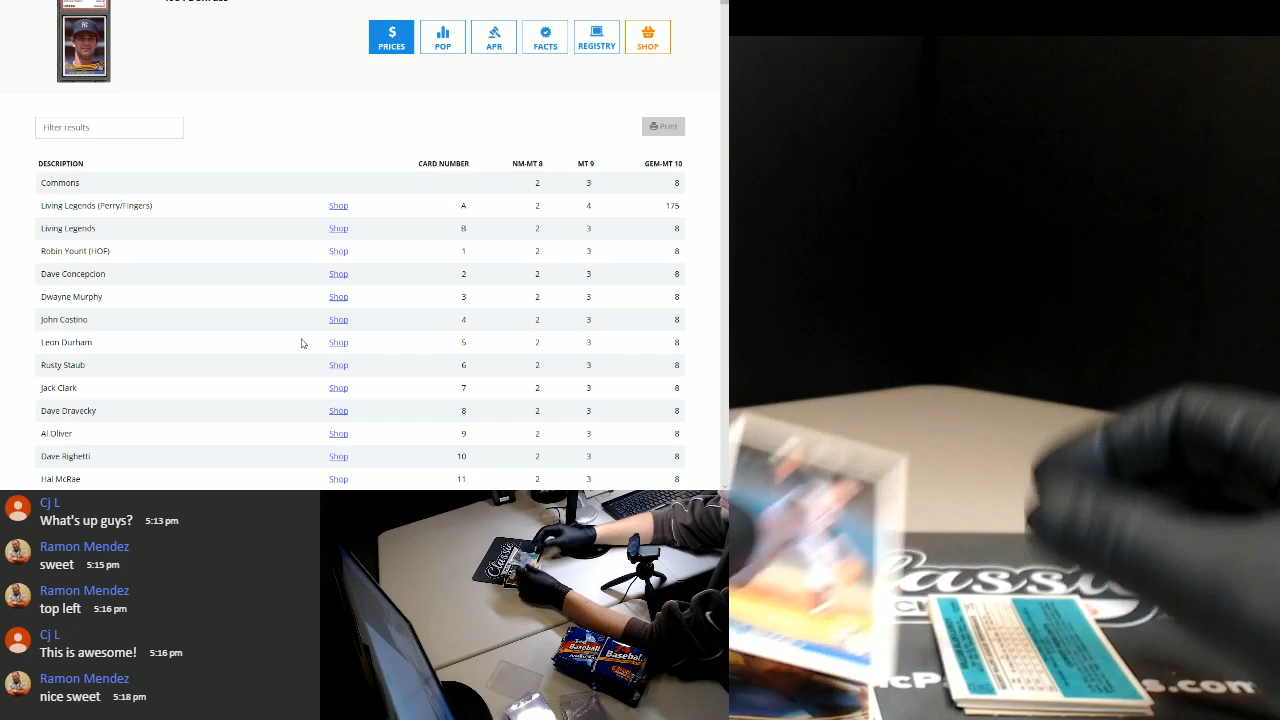 PRICES
POP
APR
FACTS
REGISTRY
SHOP
Filter results
Print
DESCRIPTION CARD NUMBER NM-MT 8 MT 9 GEM-MT 10
Commons 2 3 8
Living Legends (Perry/Fingers) Shop A 2 4 175
Living Legends Shop B 2 3 8
Robin Yount (HOF) Shop 1 2 3 8
Dave Concepcion Shop 2 2 3 8
Dwayne Murphy Shop 3 2 3 8
John Castino Shop 4 2 3 8
Leon Durham Shop 5 2 3 8
Rusty Staub Shop 6 2 3 8
Jack Clark Shop 7 2 3 8
Dave Dravecky Shop 8 2 3 8
Al Oliver Shop 9 2 3 8
Dave Righetti Shop 10 2 3 8
Hal McRae Shop 11 2 3 8
Cj L
What's up guys? 5:13 pm
Ramon Mendez
sweet 5:15 pm
Ramon Mendez
top left 5:16 pm
Cj L
This is awesome! 5:16 pm
Ramon Mendez
nice sweet 5:18 pm
Classic
Baseball
Baseball